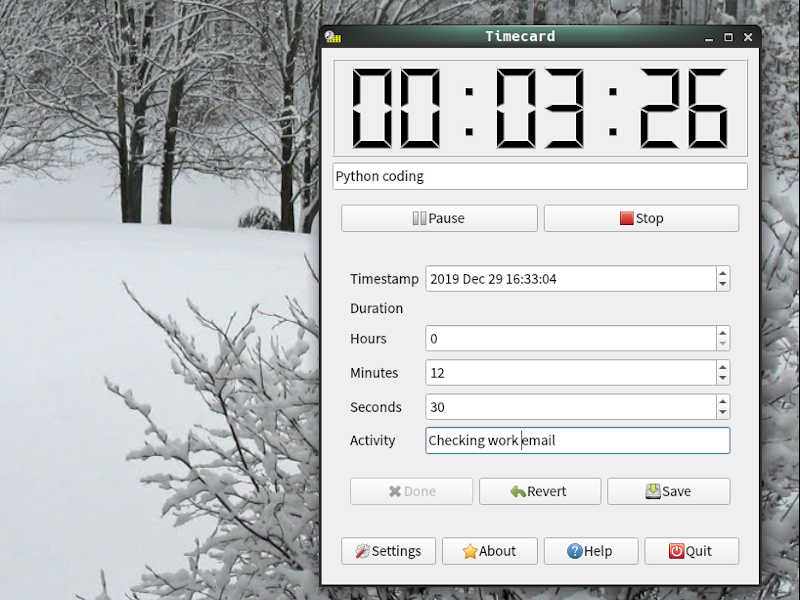 Timecard
00:03:26
Python coding
Pause Stop
Timestamp 2019 Dec 29 16:33:04
Duration
Hours 0
Minutes 12
Seconds 30
Activity Checking work email
Done Revert Save
Settings About Help Quit